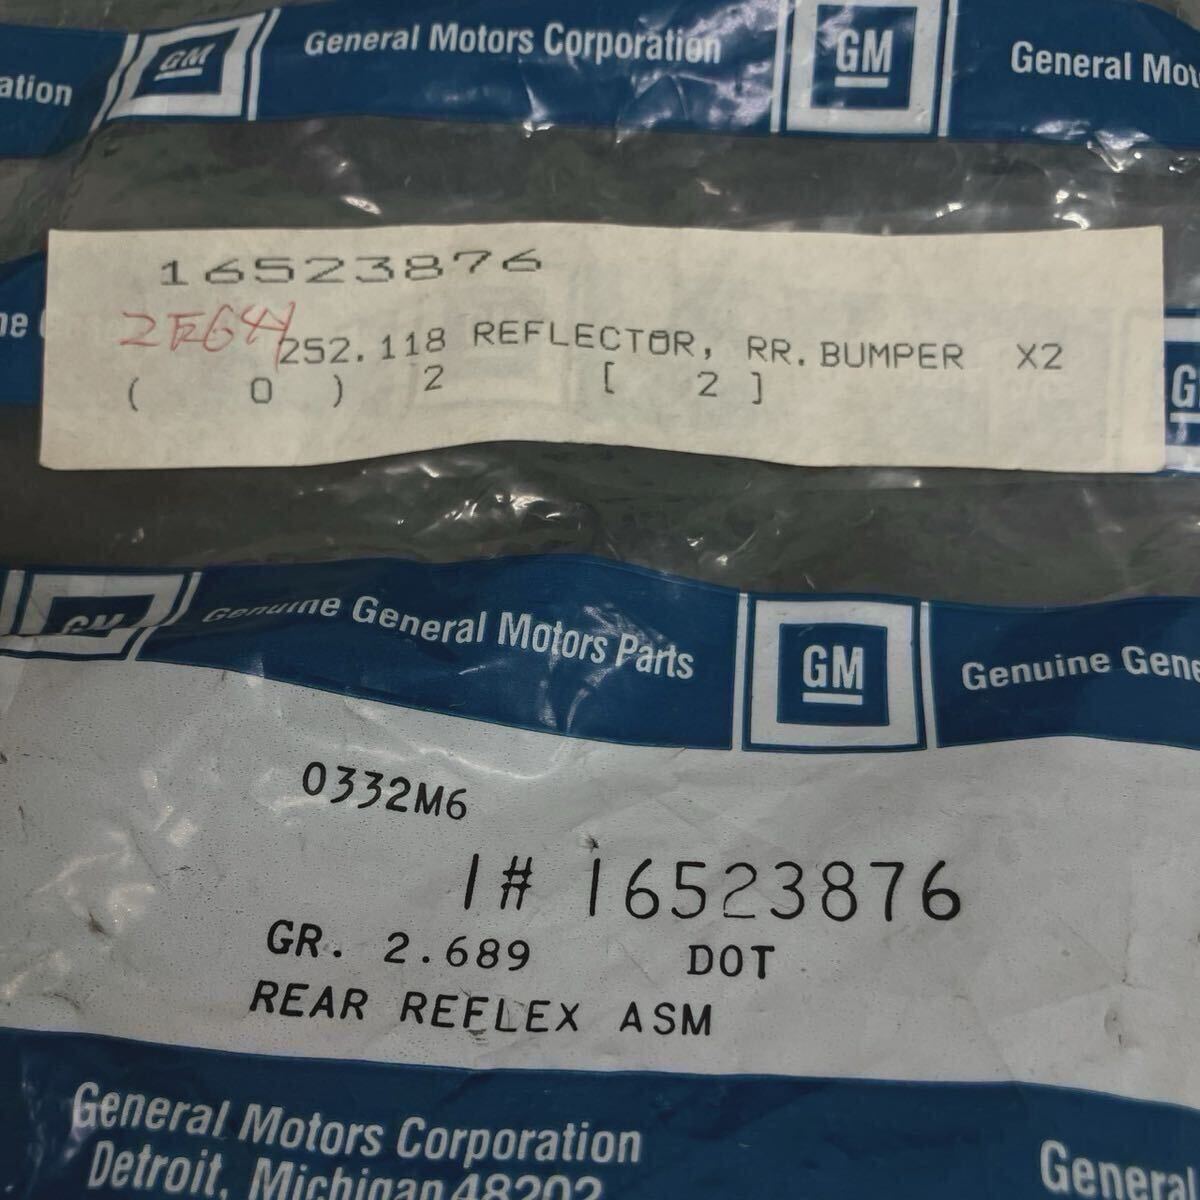 ation GM General Motors Corporation GM General Mot
16523876
252.118 REFLECTOR, RR. BUMPER X2
( 0 ) 2 [ 2 ]
GM Genuine General Motors Parts GM Genuine Gene
0332M6
1# 16523876
GR. 2.689 DOT
REAR REFLEX ASM
General Motors Corporation General
Detroit, Michigan 48202